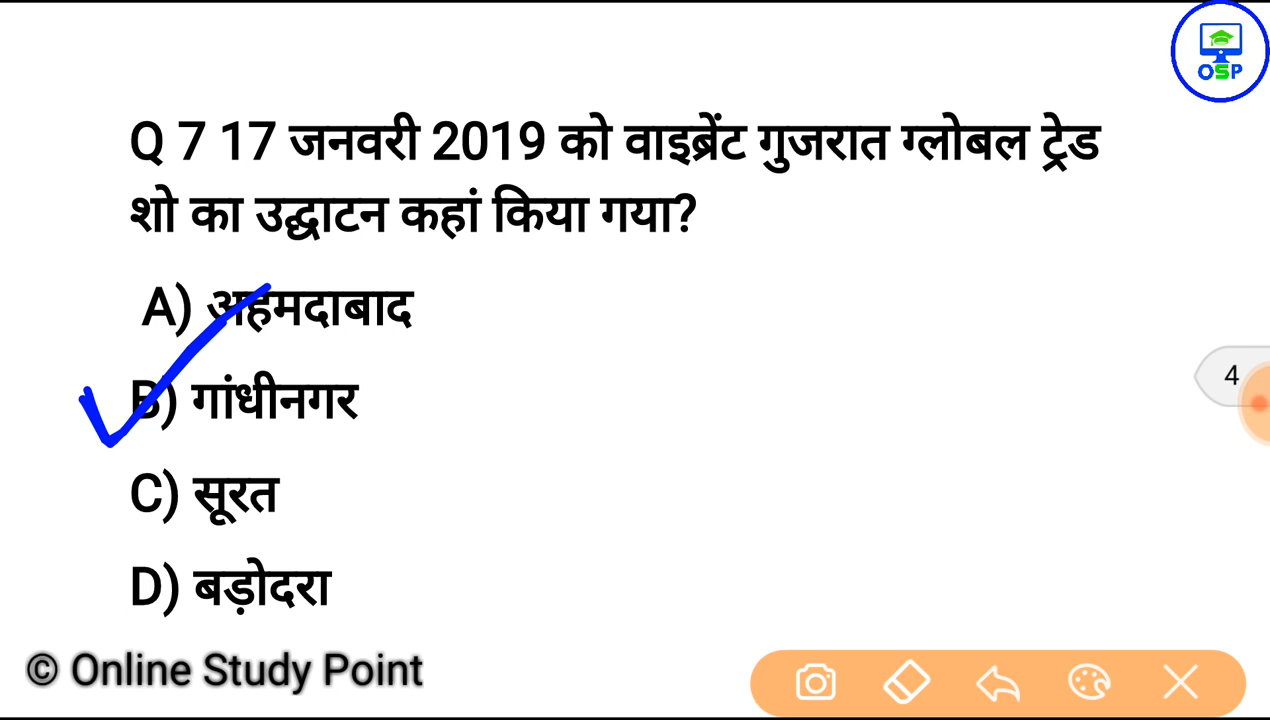 OSP
Q 7 17 जनवरी 2019 को वाइब्रेंट गुजरात ग्लोबल ट्रेड
शो का उद्घाटन कहां किया गया?
A) अहमदाबाद
B) गांधीनगर
4
C) सूरत
D) बड़ोदरा
© Online Study Point